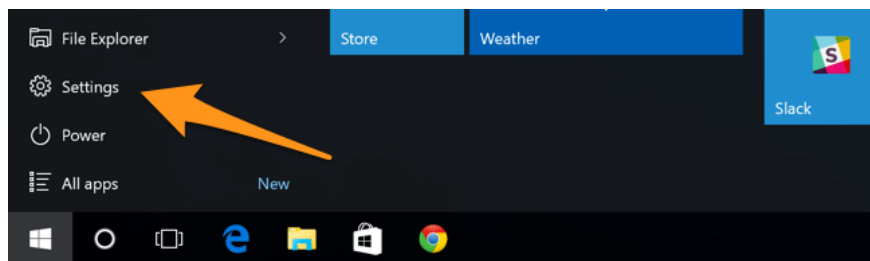 File Explorer
Store
Weather
Settings
Slack
Power
All apps
New